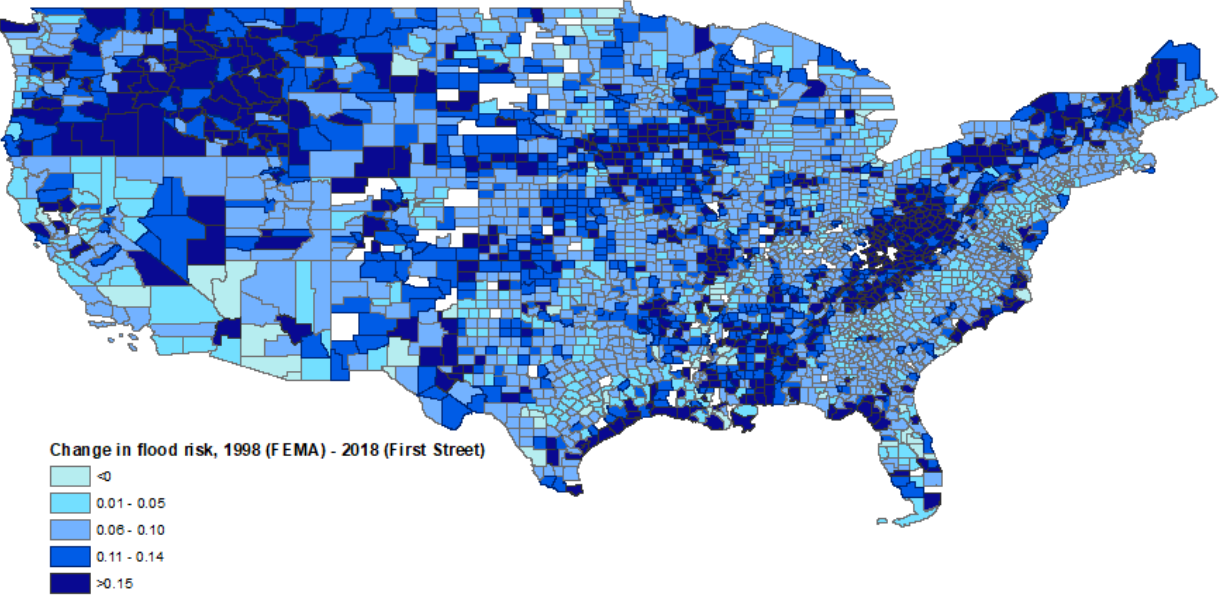 Change in flood risk, 1998 (FEMA) - 2018 (First Street)
<0
0.01 - 0.05
0.06 - 0.10
0.11 - 0.14
>0.15